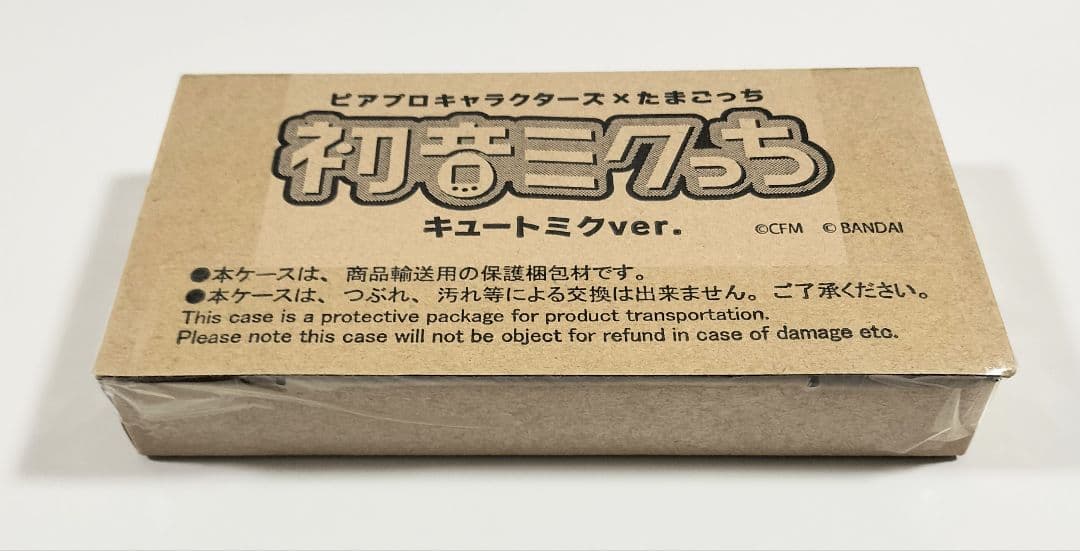 ピアプロキャラクターズ×たまごっち
初音ミクっち
キュートミクver.
©CFM © BANDAI
●本ケースは、商品輸送用の保護梱包材です。
●本ケースは、つぶれ、汚れ等による交換は出来ません。ご了承ください。
This case is a protective package for product transportation.
Please note this case will not be object for refund in case of damage etc.